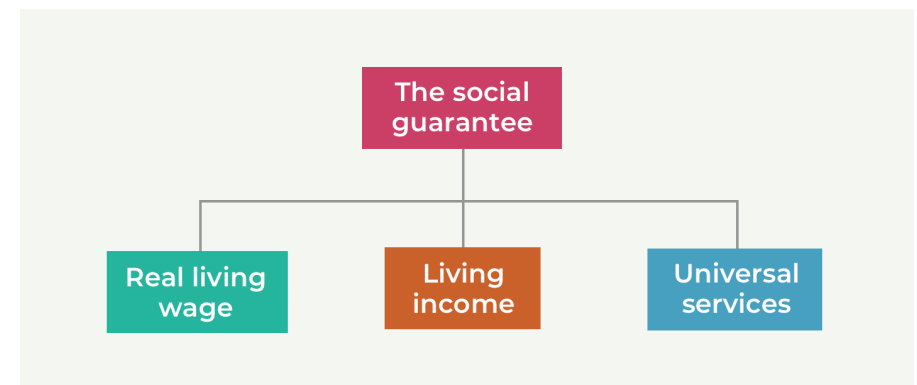 The social
guarantee
Real living
wage
Living
income
Universal
services